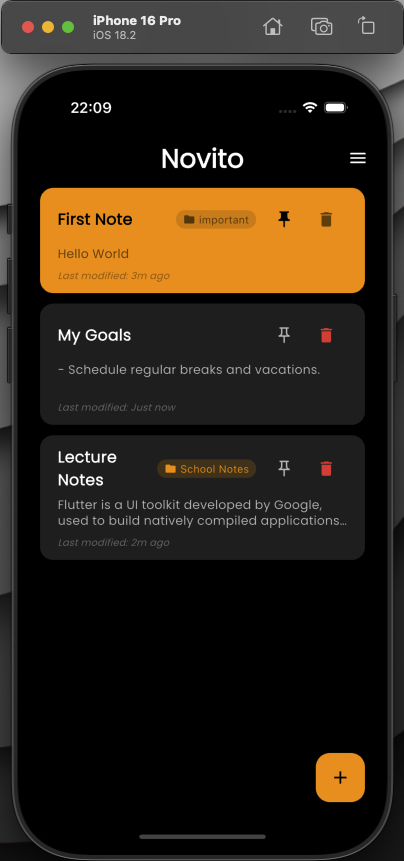 iPhone 16 Pro
iOS 18.2
22:09
Novito
First Note
important
Hello World
Last modified: 3m ago
My Goals
- Schedule regular breaks and vacations.
Last modified: Just now
Lecture
Notes
School Notes
Flutter is a UI toolkit developed by Google,
used to build natively compiled applications...
Last modified: 2m ago
+